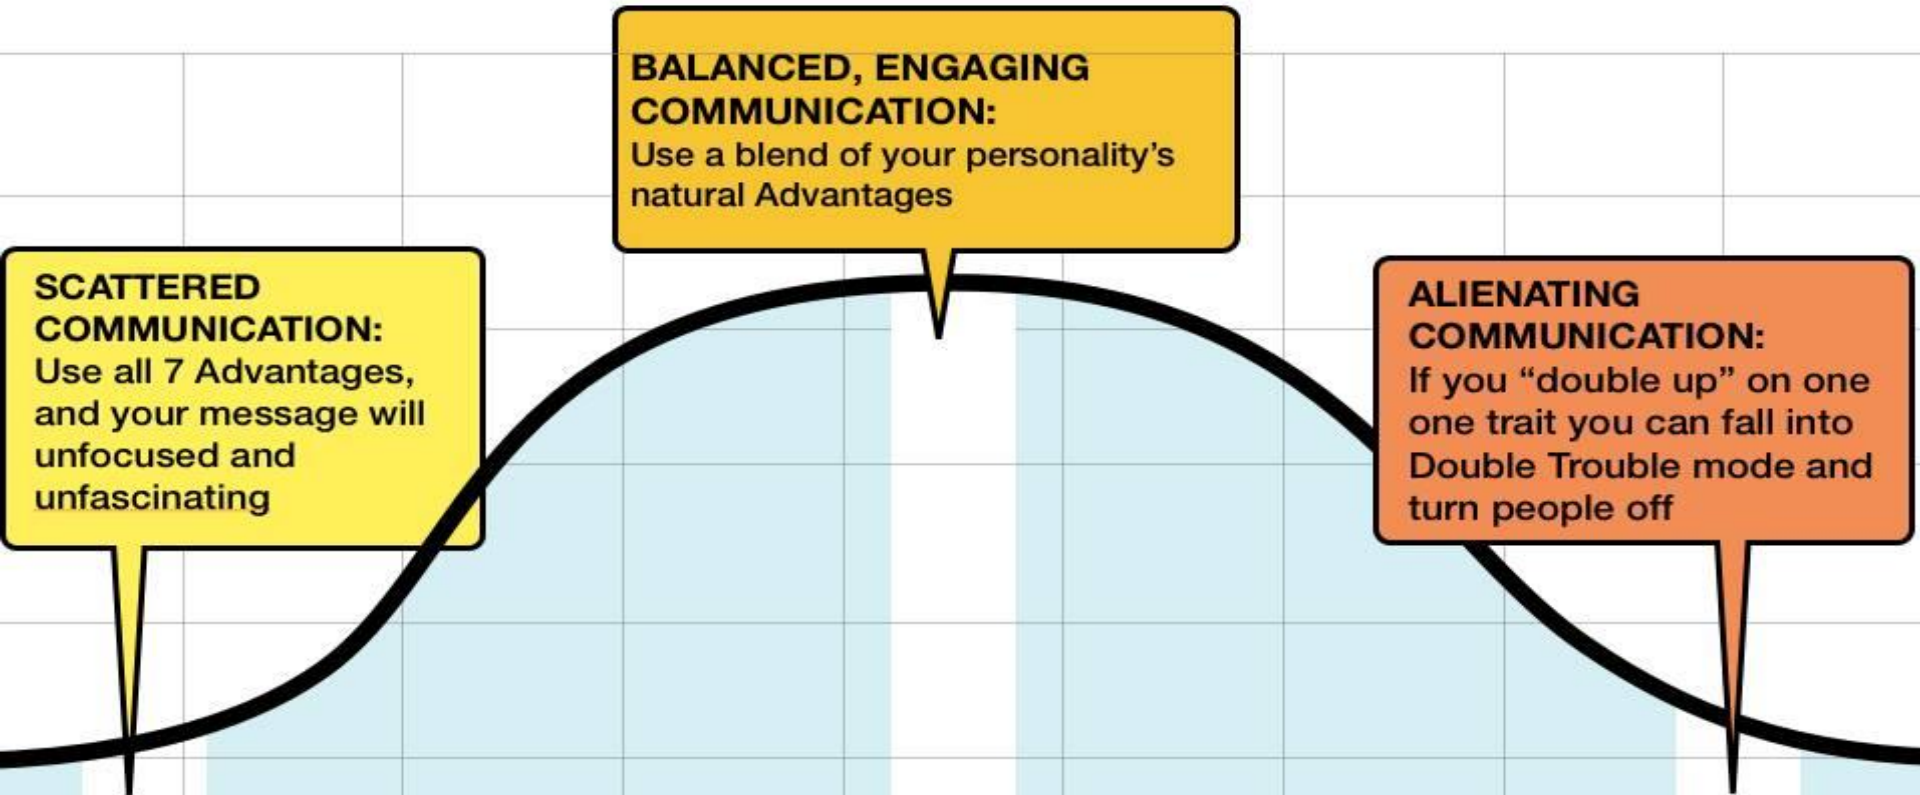 BALANCED, ENGAGING
COMMUNICATION:
Use a blend of your personality’s
natural Advantages
SCATTERED
COMMUNICATION:
Use all 7 Advantages,
and your message will
unfocused and
unfascinating
ALIENATING
COMMUNICATION:
If you “double up” on one
one trait you can fall into
Double Trouble mode and
turn people off